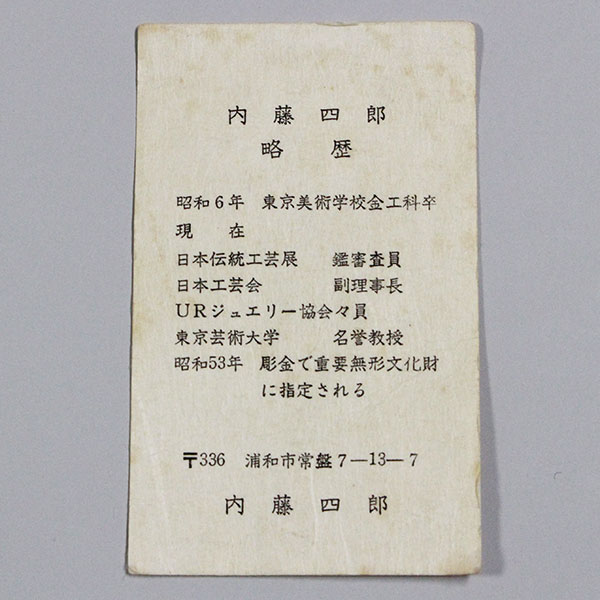 内藤四郎
略歴
昭和6年 東京美術学校金工科卒
現在
日本伝統工芸展 鑑審査員
日本工芸会 副理事長
URジュエリー協会々員
東京芸術大学 名誉教授
昭和53年 彫金で重要無形文化財
に指定される
〒336 浦和市常盤7―13―7
内藤四郎